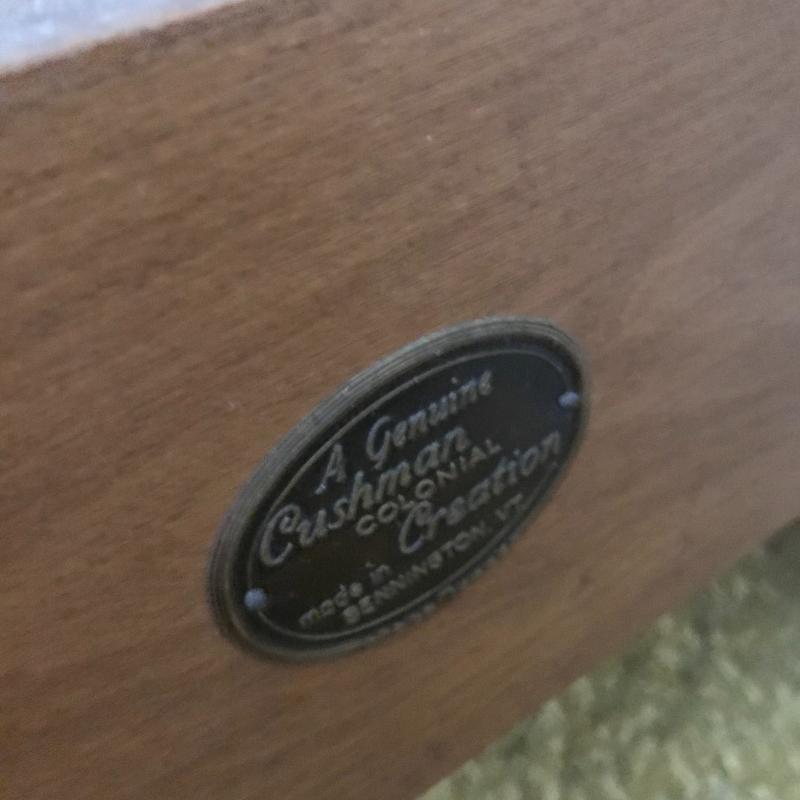 A Genuine
Cushman
COLONIAL
Creation
made in
BENNINGTON, VT.